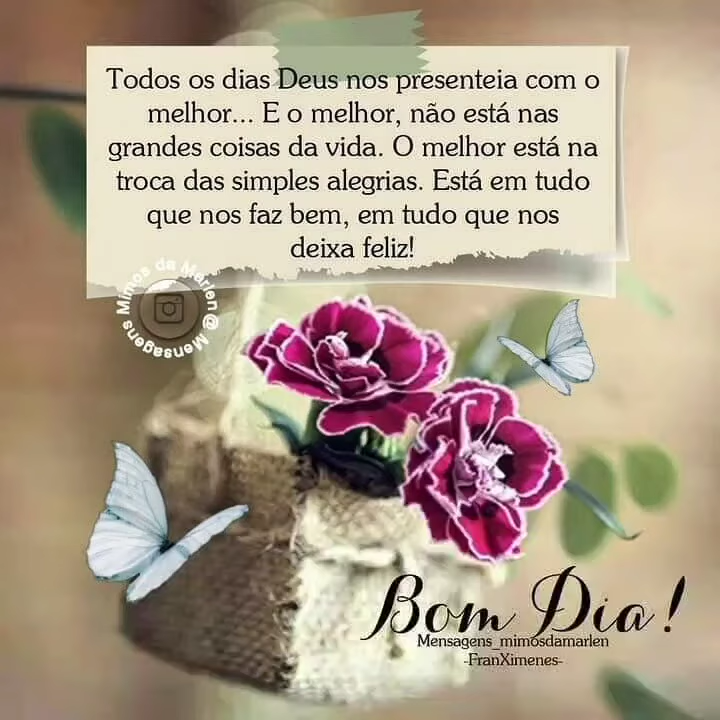 Todos os dias Deus nos presenteia com o
melhor... E o melhor, não está nas
grandes coisas da vida. O melhor está na
troca das simples alegrias. Está em tudo
que nos faz bem, em tudo que nos
deixa feliz!
Mensagens Mimos da Marlen@
Bom Dia!
Mensagens_mimosdamarlen
-FranXimenes-